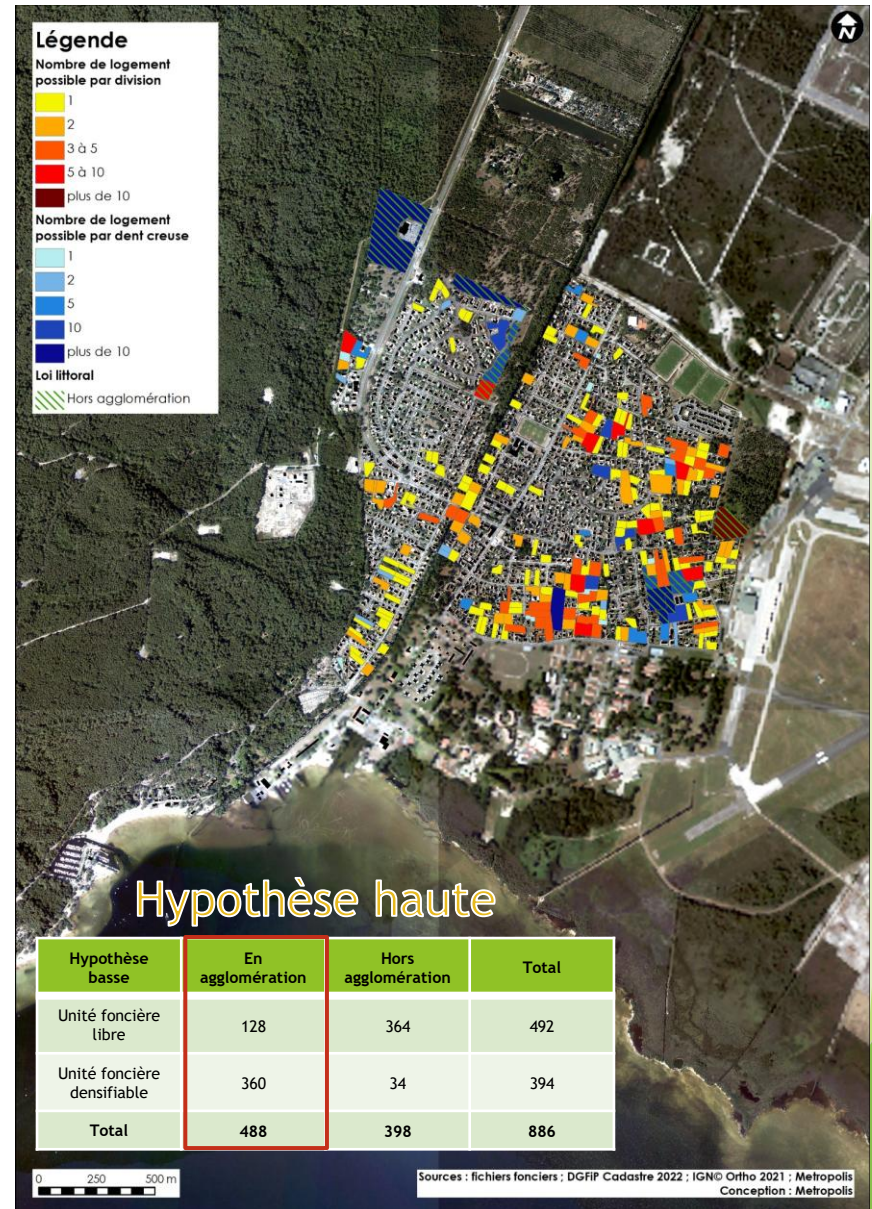 N
Légende
Nombre de logement
possible par division
1
2
3 à 5
5 à 10
plus de 10
Nombre de logement
possible par dent creuse
1
2
5
10
plus de 10
Loi littoral
Hors agglomération
Hypothèse haute
Hypothèse basse En agglomération Hors agglomération Total
Unité foncière libre 128 364 492
Unité foncière densifiable 360 34 394
Total 488 398 886
0 250 500 m
Sources : fichiers fonciers ; DGFiP Cadastre 2022 ; IGN© Ortho 2021 ; Metropolis
Conception : Metropolis